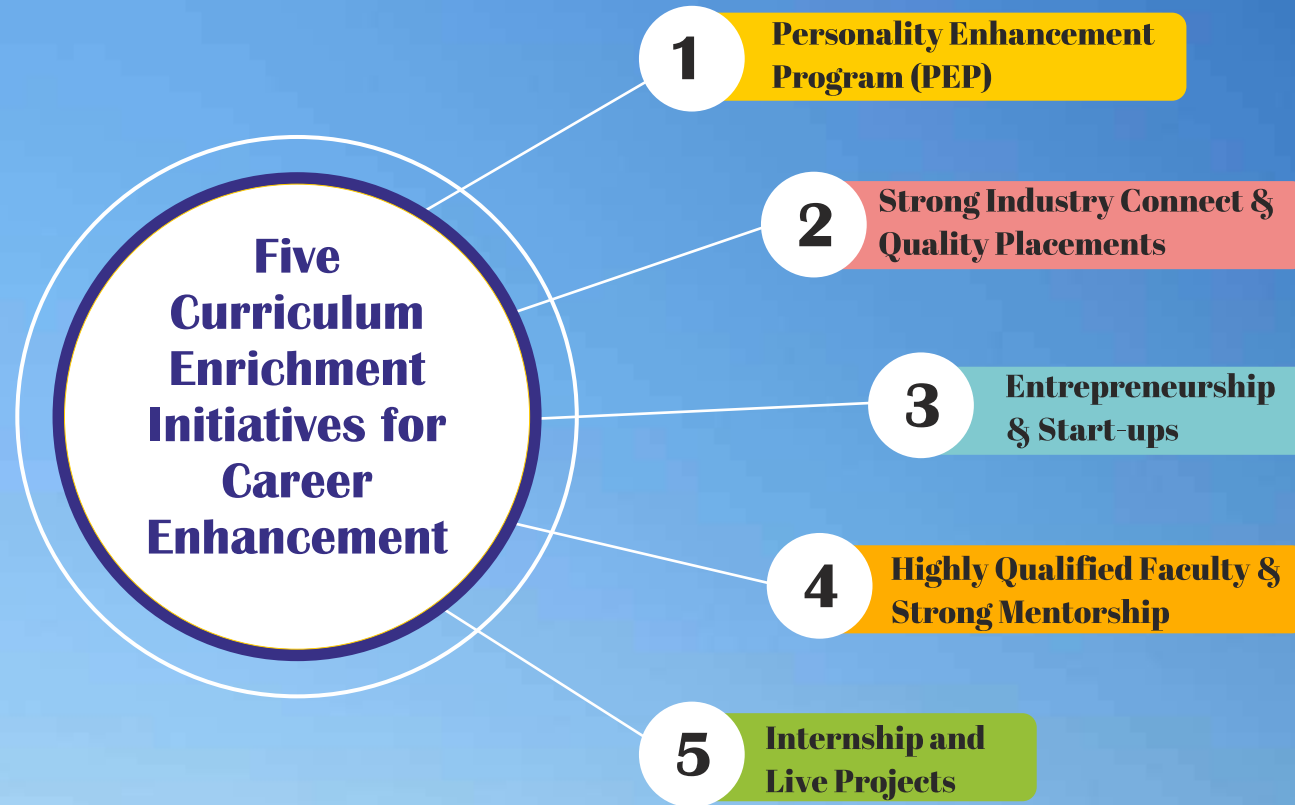 Five
Curriculum
Enrichment
Initiatives for
Career
Enhancement
1
Personality Enhancement
Program (PEP)
2
Strong Industry Connect &
Quality Placements
3
Entrepreneurship
& Start-ups
4
Highly Qualified Faculty &
Strong Mentorship
5
Internship and
Live Projects